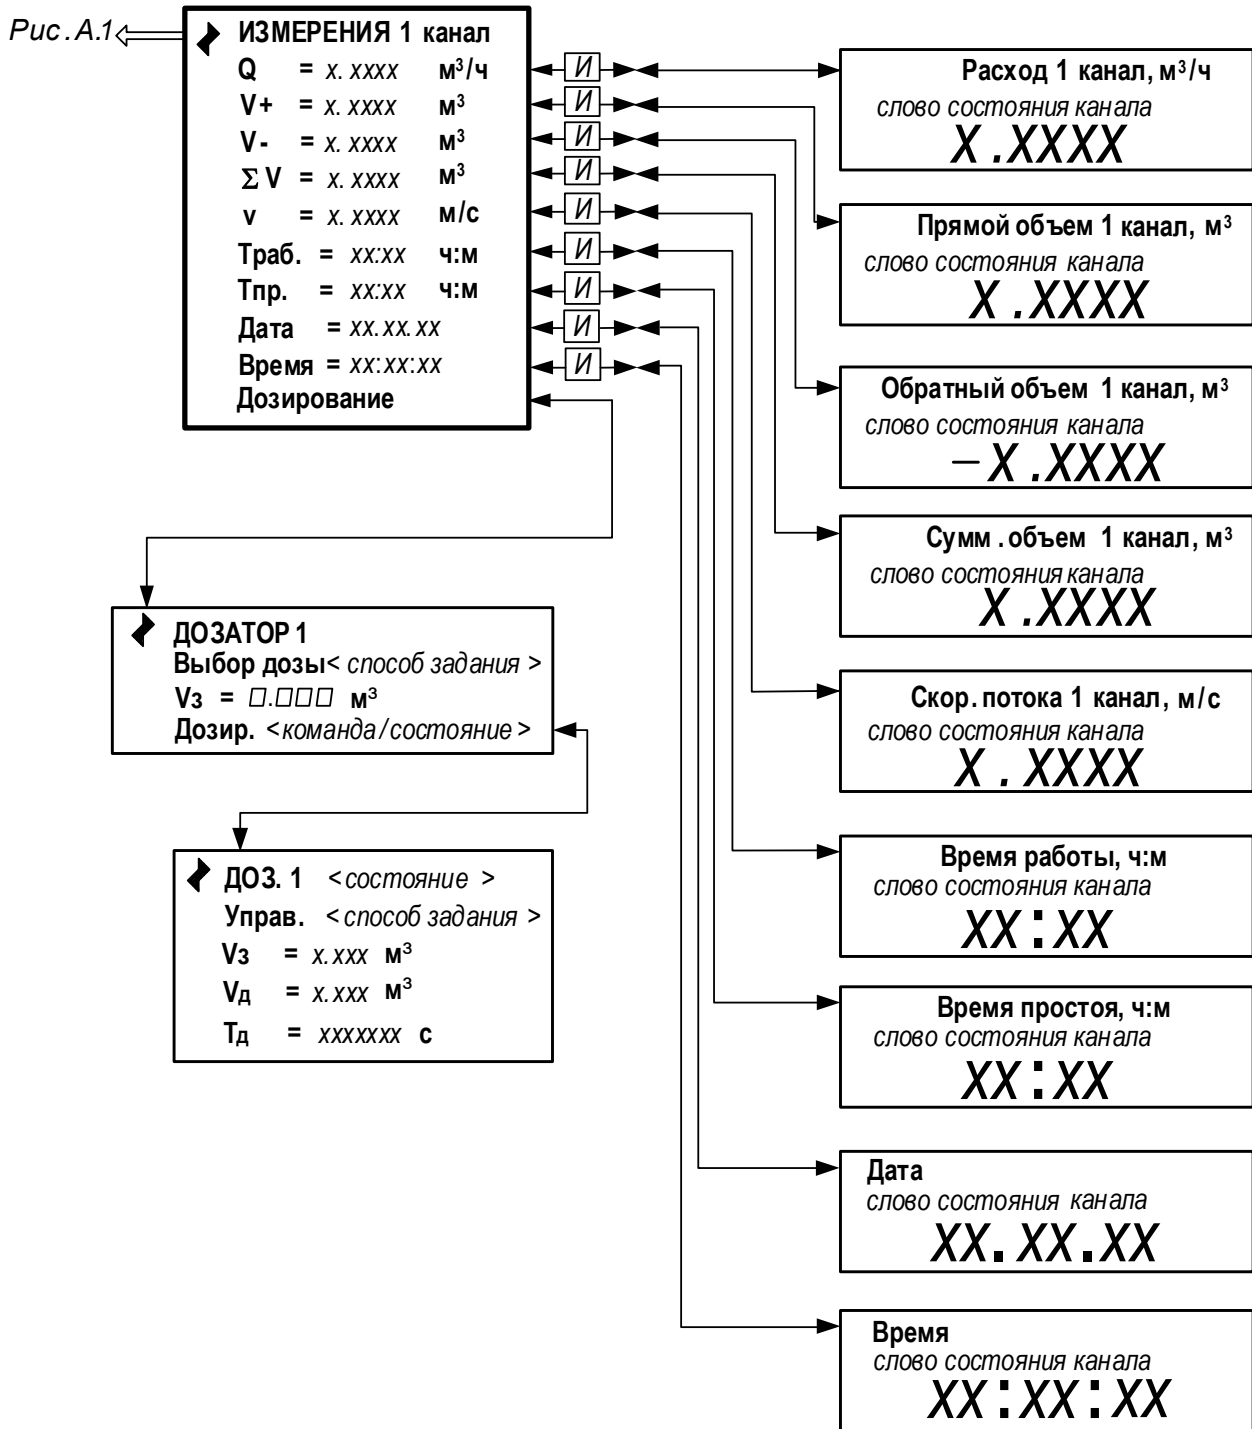 Рис. А.1
ИЗМЕРЕНИЯ 1 канал
Q = x.xxxx м³/ч
V+ = x.xxxx м³
V- = x.xxxx м³
Σ V = x.xxxx м³
v = x.xxxx м/с
Траб. = xx:xx ч:м
Тпр. = xx:xx ч:м
Дата = xx.xx.xx
Время = xx:xx:xx
Дозирование
И
И
И
И
И
И
И
И
И
Расход 1 канал, м³/ч
слово состояния канала
X.XXXX
Прямой объем 1 канал, м³
слово состояния канала
X.XXXX
Обратный объем 1 канал, м³
слово состояния канала
–X.XXXX
Сумм.объем 1 канал, м³
слово состояния канала
X.XXXX
Скор.потока 1 канал, м/с
слово состояния канала
X.XXXX
Время работы, ч:м
слово состояния канала
XX:XX
Время простоя, ч:м
слово состояния канала
XX:XX
Дата
слово состояния канала
XX.XX.XX
Время
слово состояния канала
XX:XX:XX
ДОЗАТОР 1
Выбор дозы < способ задания >
Vз = □.□□□ м³
Дозир. <команда/состояние>
ДОЗ. 1 <состояние >
Управ. <способ задания >
Vз = x.xxx м³
Vд = x.xxx м³
Тд = xxxxxxx с